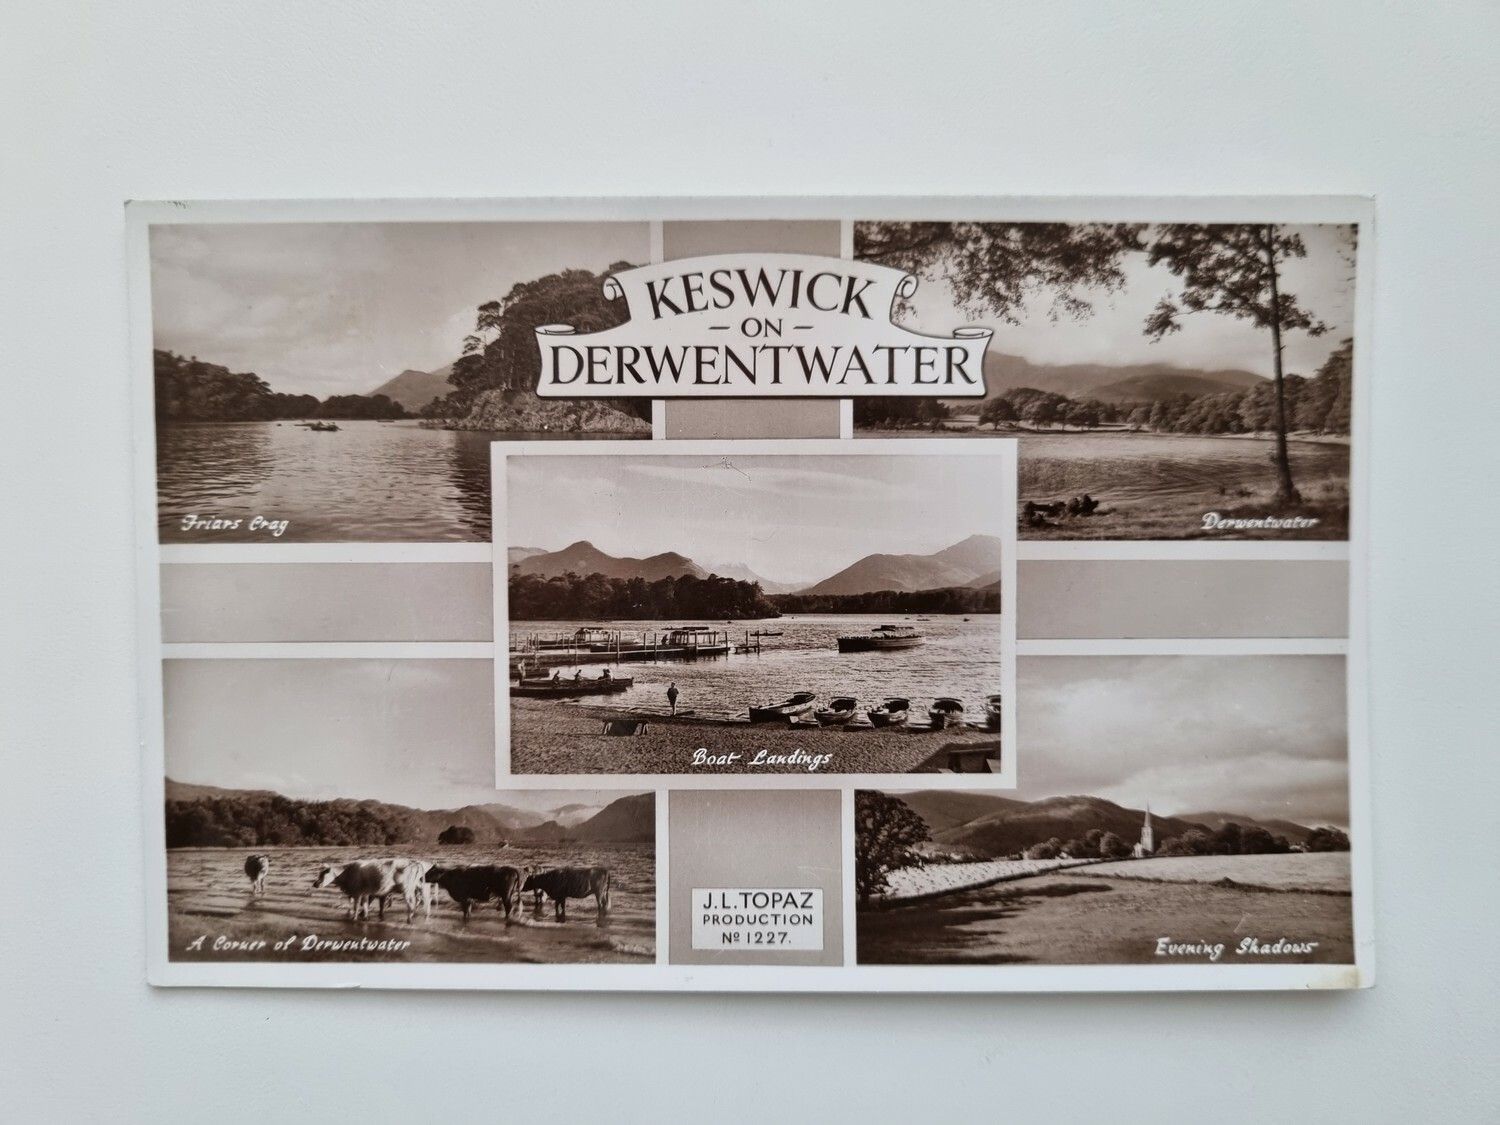 KESWICK
- ON -
DERWENTWATER
Friars Crag
Derwentwater
Boat Landings
A Corner of Derwentwater
J.L.TOPAZ
PRODUCTION
Nº 1227.
Evening Shadows